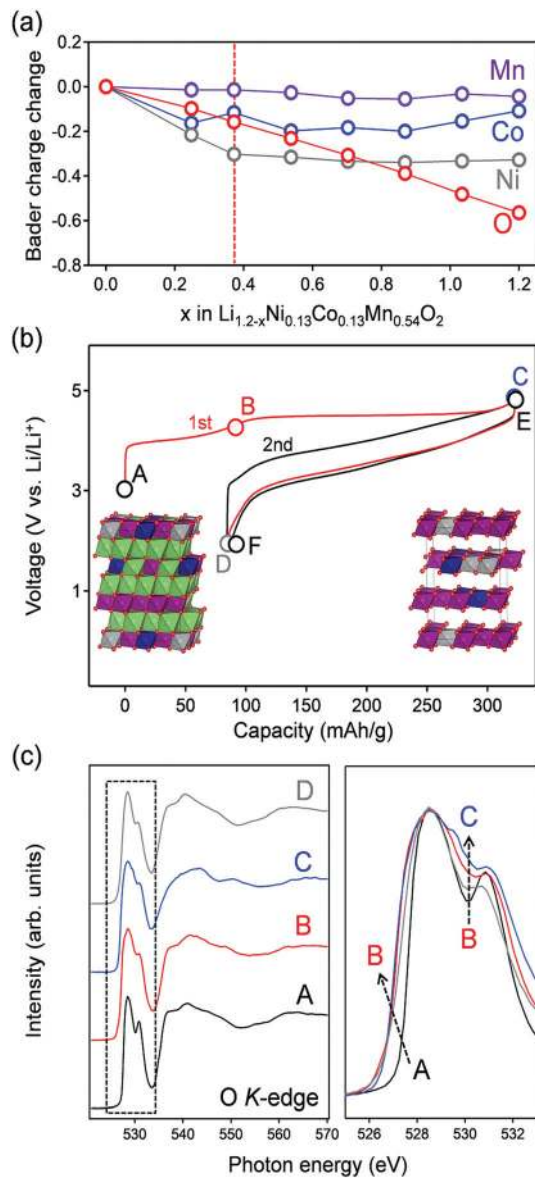 (a)
0.2
0.0
-0.2
-0.4
-0.6
-0.8
Bader charge change
Mn
Co
Ni
O
0.0 0.2 0.4 0.6 0.8 1.0 1.2
x in Li1.2-xNi0.13Co0.13Mn0.54O2
(b)
5
3
1
Voltage (V vs. Li/Li+)
1st
B
C
A
2nd
E
D
F
0 50 100 150 200 250 300
Capacity (mAh/g)
(c)
Intensity (arb. units)
D
C
B
A
O K-edge
530 540 550 560 570
C
B
B
A
526 528 530 532
Photon energy (eV)